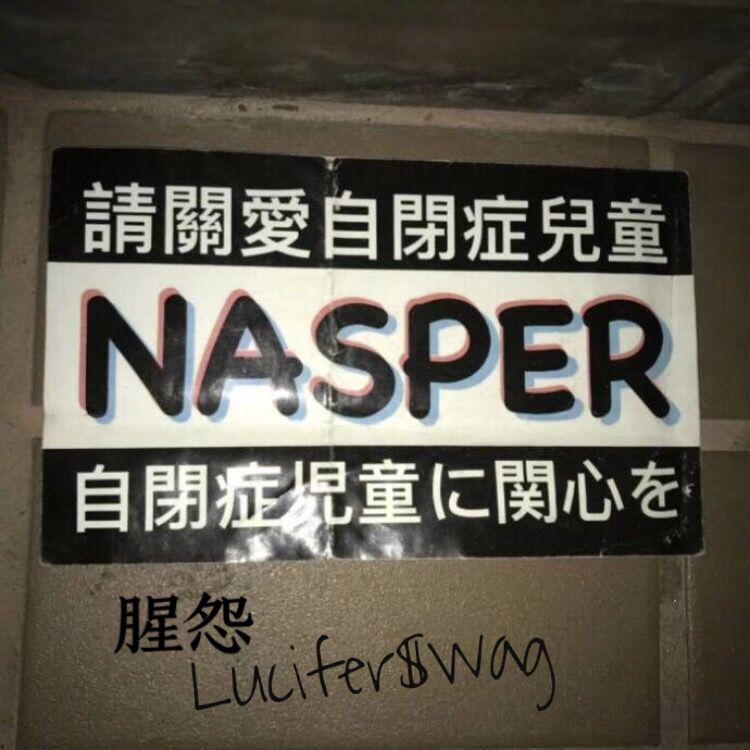 請關愛自閉症兒童
NASPER
自閉症児童に関心を
腥怨
Lucifer$wag